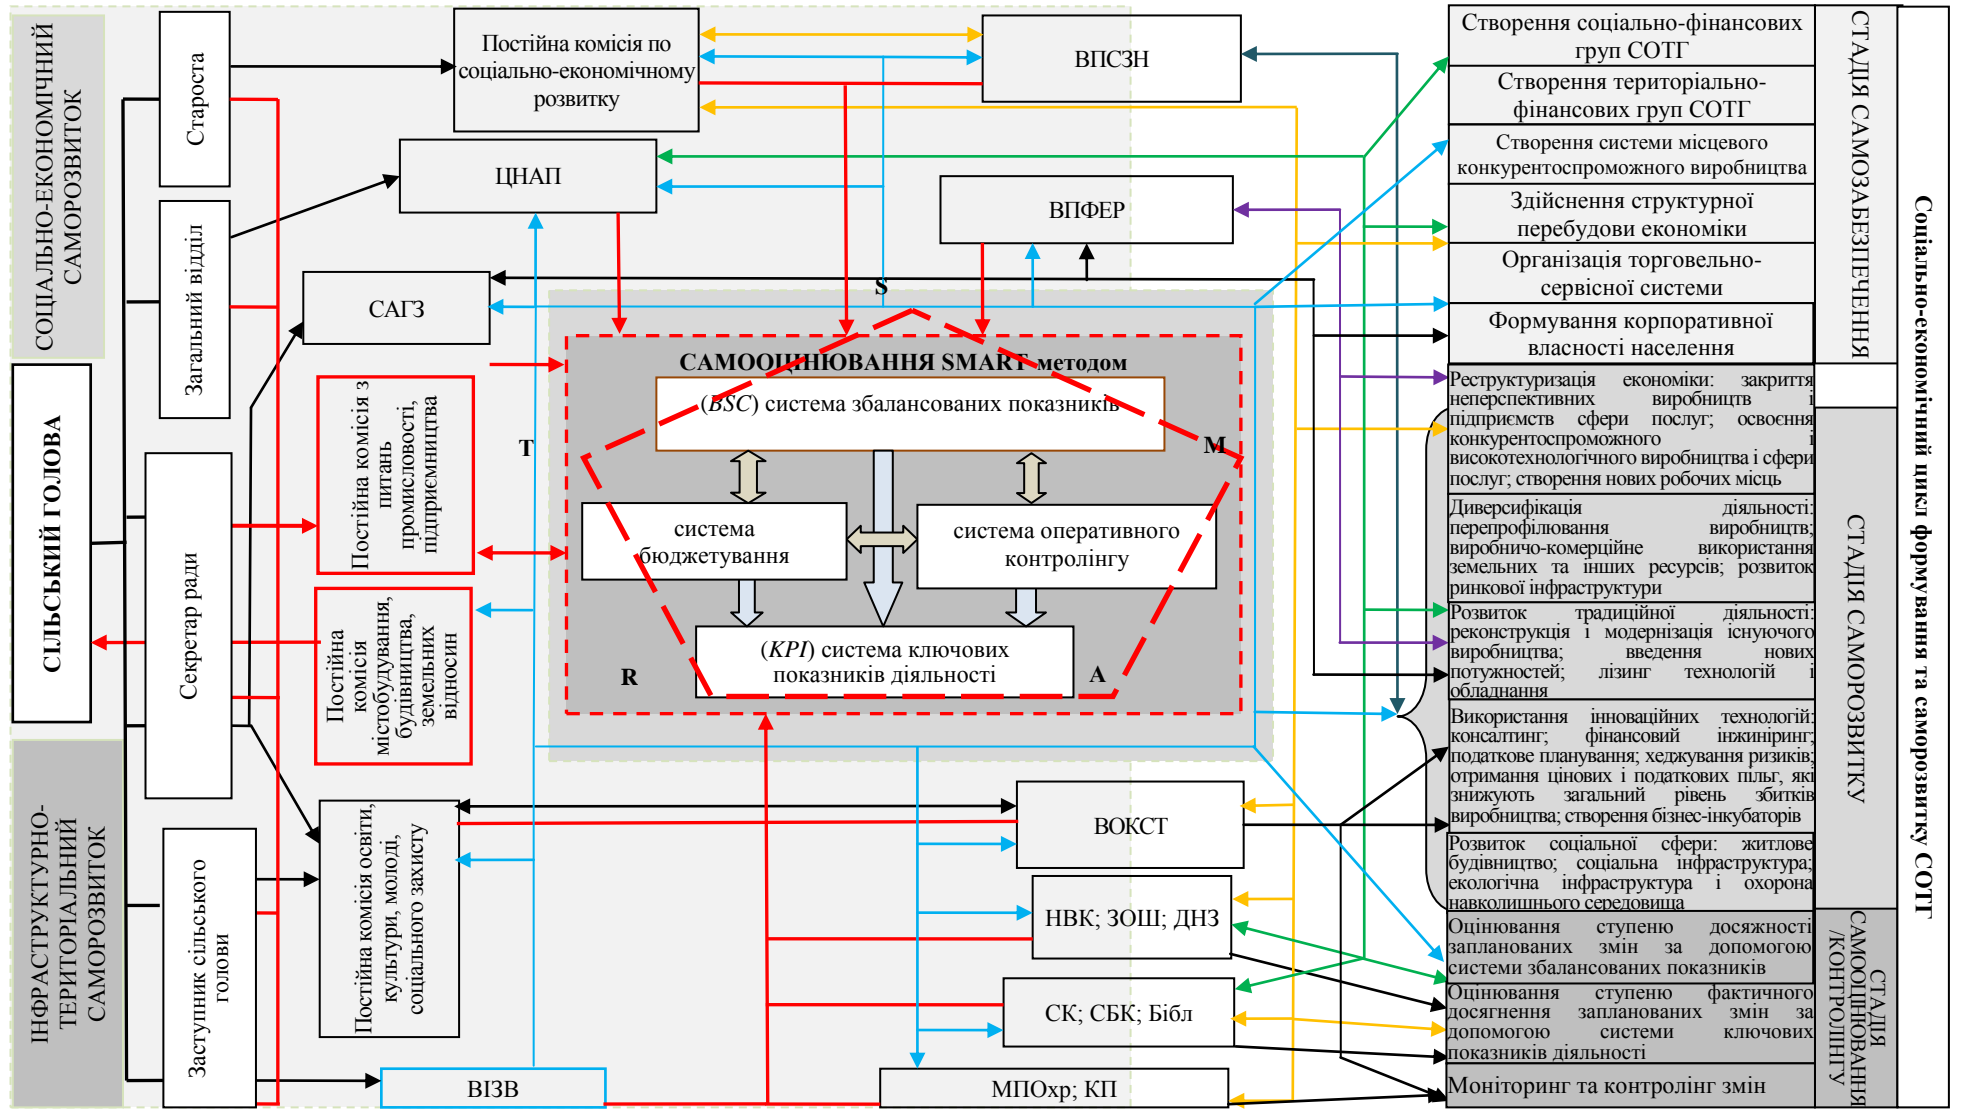 СОЦІАЛЬНО-ЕКОНОМІЧНИЙ
САМОРОЗВИТОК
СІЛЬСЬКИЙ ГОЛОВА
ІНФРАСТРУКТУРНО-
ТЕРИТОРІАЛЬНИЙ
САМОРОЗВИТОК
Староста
Загальний відділ
Секретар ради
Заступник сільського
голови
Постійна комісія по
соціально-економічному
розвитку
ЦНАП
САГЗ
Постійна комісія з
питань
промисловості,
підприємництва
Постійна
комісія
містобудування,
будівництва,
земельних
відносин
Постійна комісія освіти,
культури, молоді,
соціального захисту
ВІЗВ
ВПСЗН
ВПФЕР
S
T
M
R
A
САМООЦІНЮВАННЯ SMART-методом
(BSC) система збалансованих показників
система
бюджетування
система оперативного
контролінгу
(KPI) система ключових
показників діяльності
ВОКСТ
НВК; ЗОШ; ДНЗ
СК; СБК; Бібл
МПОхр; КП
Створення соціально-фінансових
груп СОТГ
Створення територіально-
фінансових груп СОТГ
Створення системи місцевого
конкурентоспроможного виробництва
Здійснення структурної
перебудови економіки
Організація торговельно-
сервісної системи
Формування корпоративної
власності населення
Реструктуризація економіки: закриття
неперспективних виробництв і
підприємств сфери послуг; освоєння
конкурентоспроможного і
високотехнологічного виробництва і сфери
послуг; створення нових робочих місць
Диверсифікація діяльності:
перепрофілювання виробництв;
виробничо-комерційне використання
земельних та інших ресурсів; розвиток
ринкової інфраструктури
Розвиток традиційної діяльності:
реконструкція і модернізація існуючого
виробництва; введення нових
потужностей; лізинг технологій і
обладнання
Використання інноваційних технологій:
консалтинг; фінансовий інжиніринг;
податкове планування; хеджування ризиків;
отримання цінових і податкових пільг, які
знижують загальний рівень збитків
виробництва; створення бізнес-інкубаторів
Розвиток соціальної сфери: житлове
будівництво; соціальна інфраструктура;
екологічна інфраструктура і охорона
навколишнього середовища
Оцінювання ступеню досяжності
запланованих змін за допомогою
системи збалансованих показників
Оцінювання ступеню фактичного
досягнення запланованих змін за
допомогою системи ключових
показників діяльності
Моніторинг та контролінг змін
СТАДІЯ САМОЗАБЕЗПЕЧЕННЯ
СТАДІЯ САМОРОЗВИТКУ
СТАДІЯ
САМООЦІНЮВАННЯ
/КОНТРОЛІНГУ
Соціально-економічний цикл формування та саморозвитку СОТГ